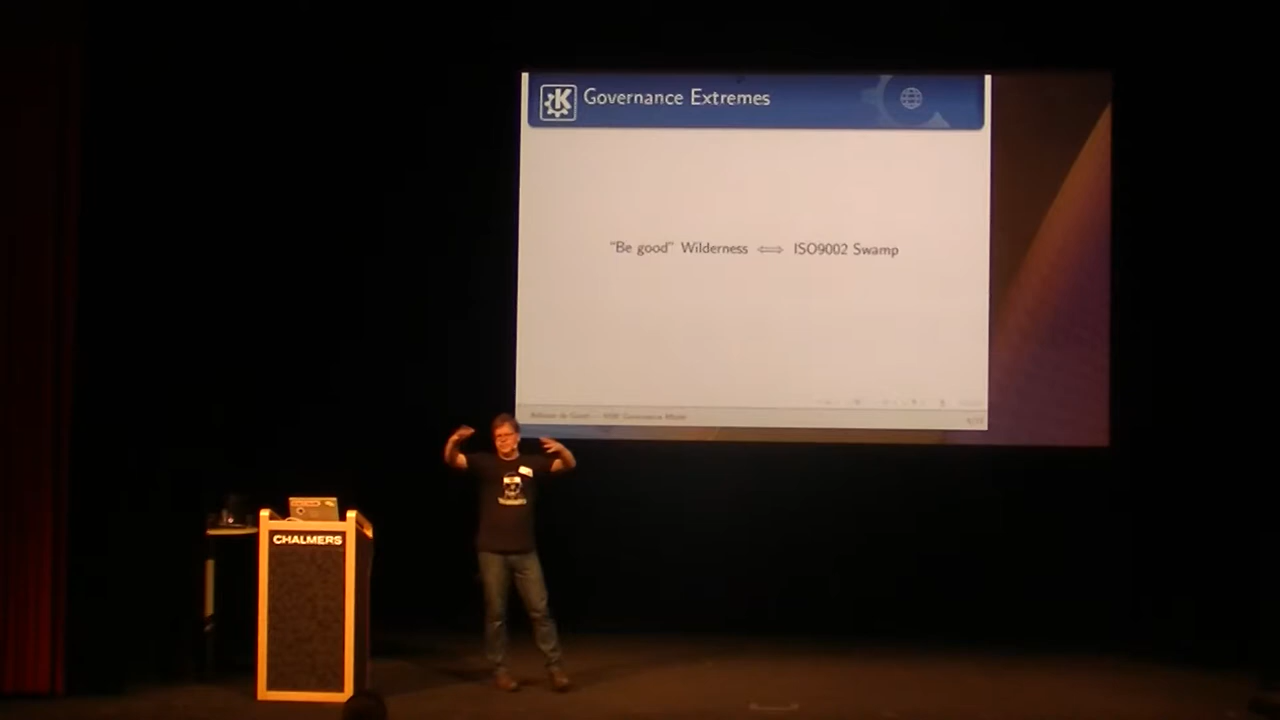 Governance Extremes
“Be good” Wilderness ⟺ ISO9002 Swamp
CHALMERS